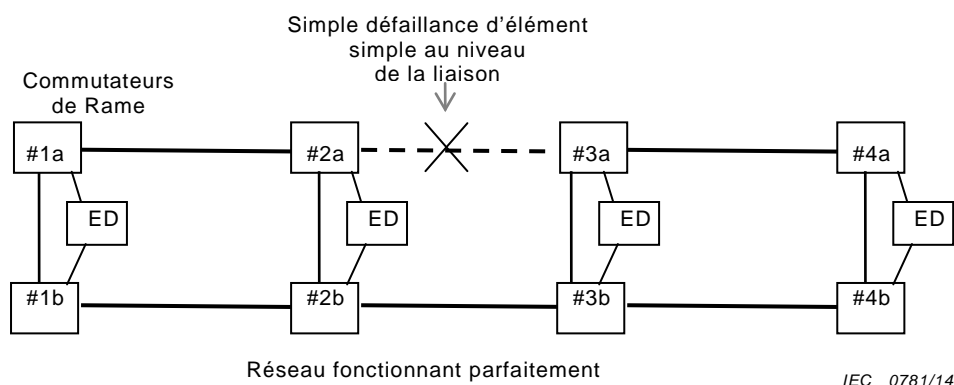 Simple défaillance d'élément
simple au niveau
de la liaison
Commutateurs
de Rame
#1a
#2a
#3a
#4a
ED
ED
ED
ED
#1b
#2b
#3b
#4b
Réseau fonctionnant parfaitement
IEC 0781/14